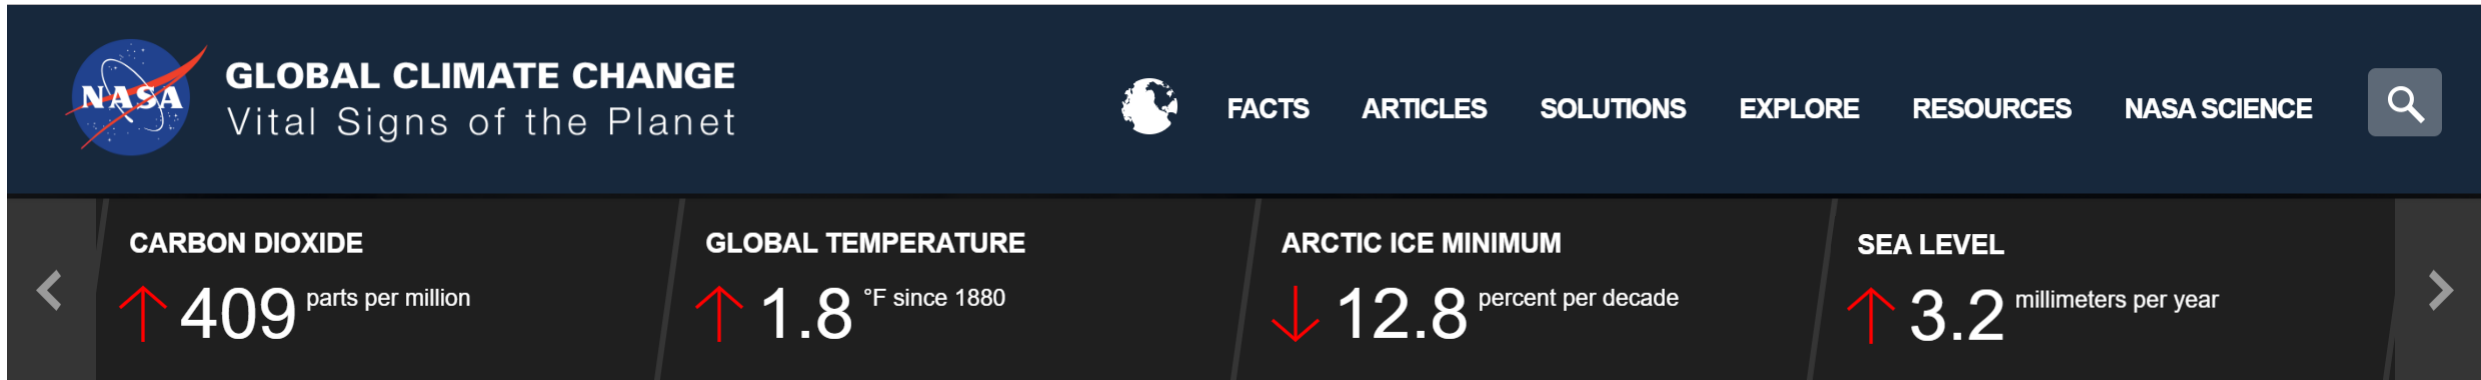 NASA
GLOBAL CLIMATE CHANGE
Vital Signs of the Planet
FACTS ARTICLES SOLUTIONS EXPLORE RESOURCES NASA SCIENCE
CARBON DIOXIDE
409 parts per million
GLOBAL TEMPERATURE
1.8 °F since 1880
ARCTIC ICE MINIMUM
12.8 percent per decade
SEA LEVEL
3.2 millimeters per year